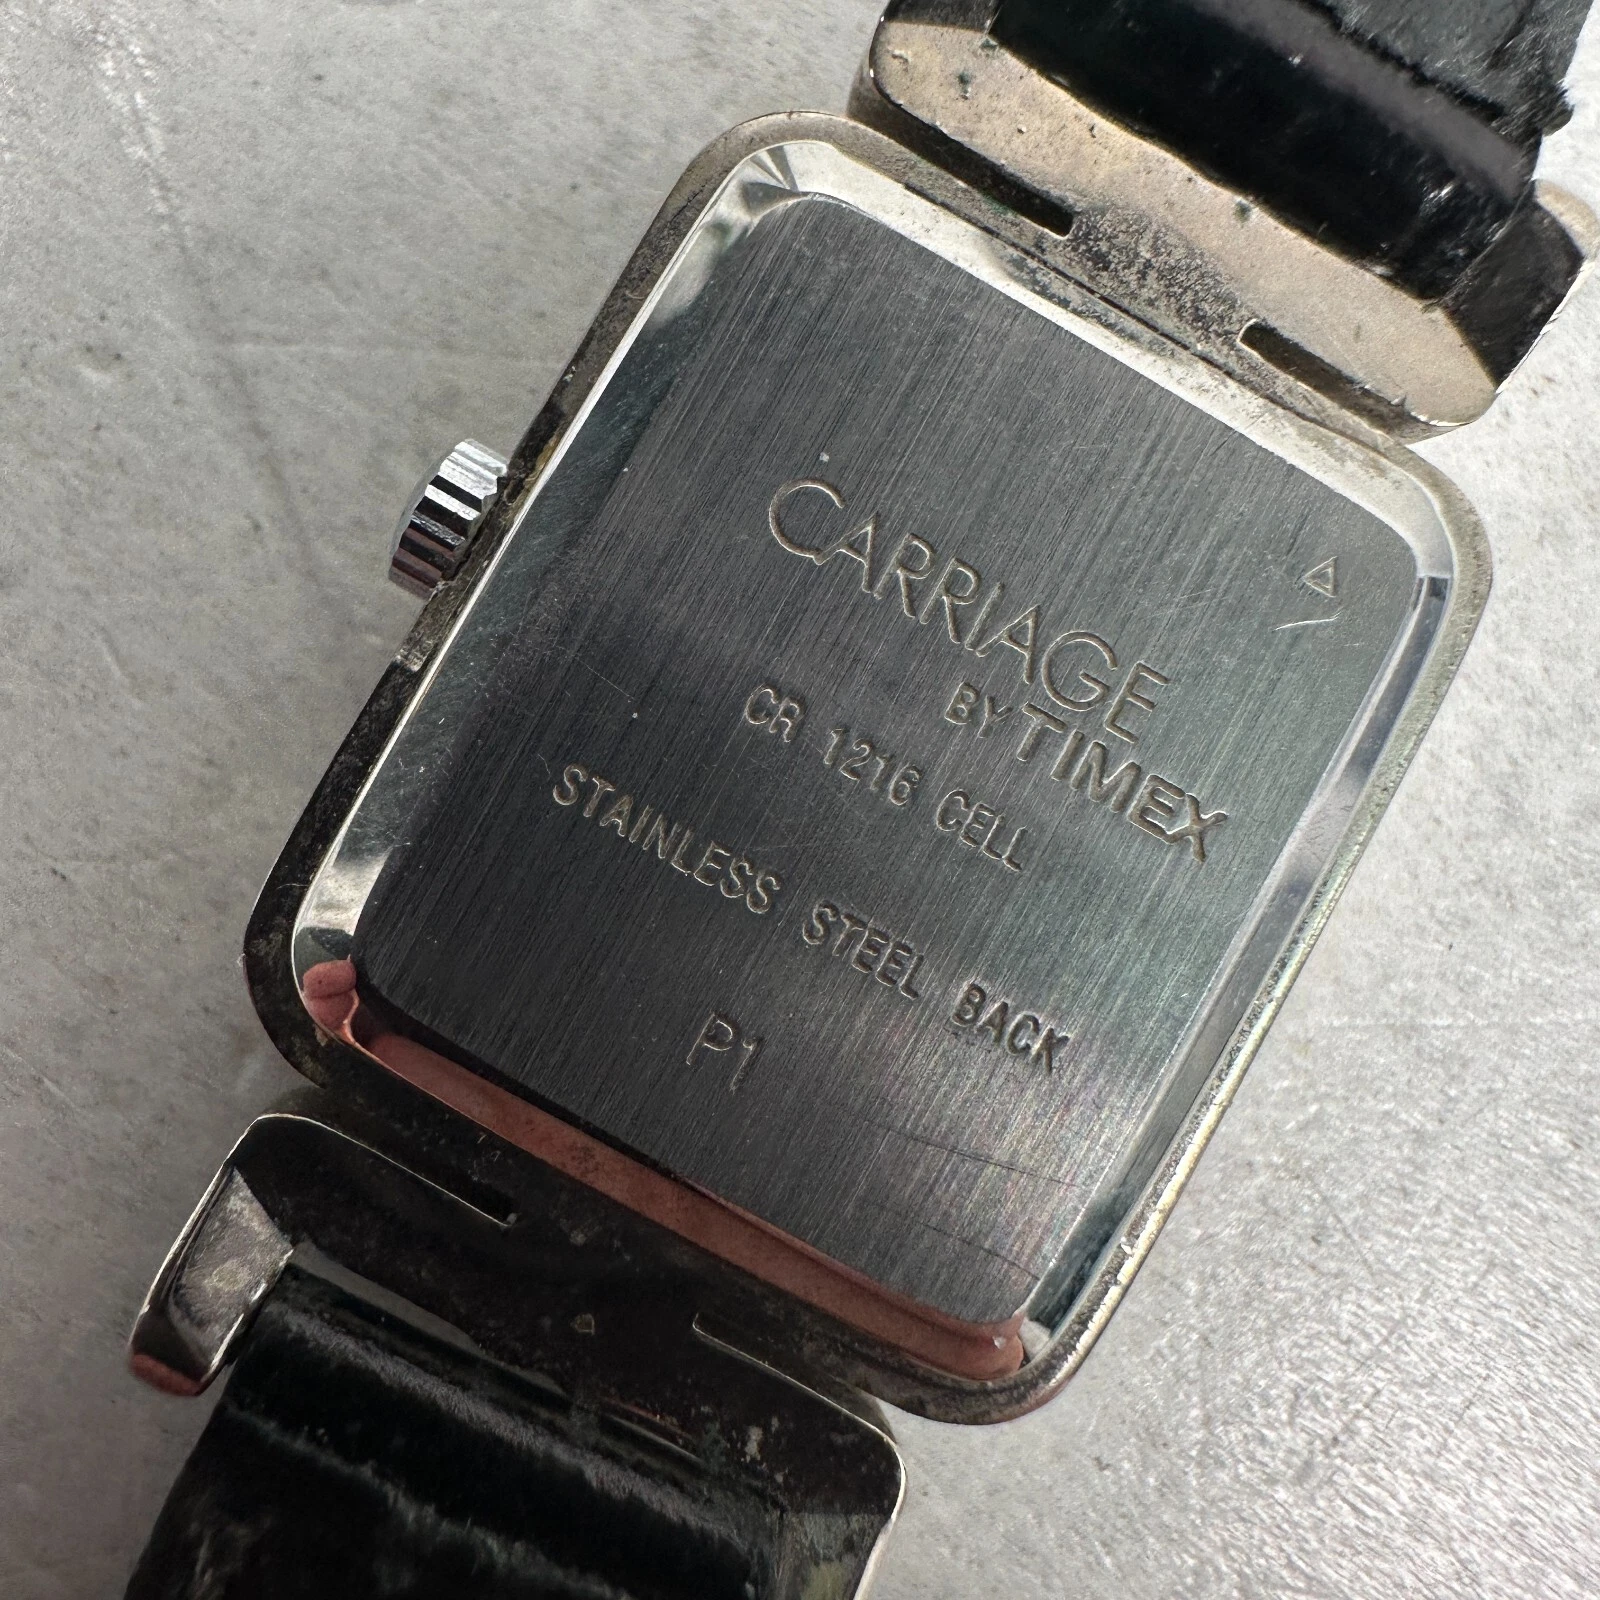 CARRIAGE
BY TIMEX
CR 1216 CELL
STAINLESS STEEL BACK
P1